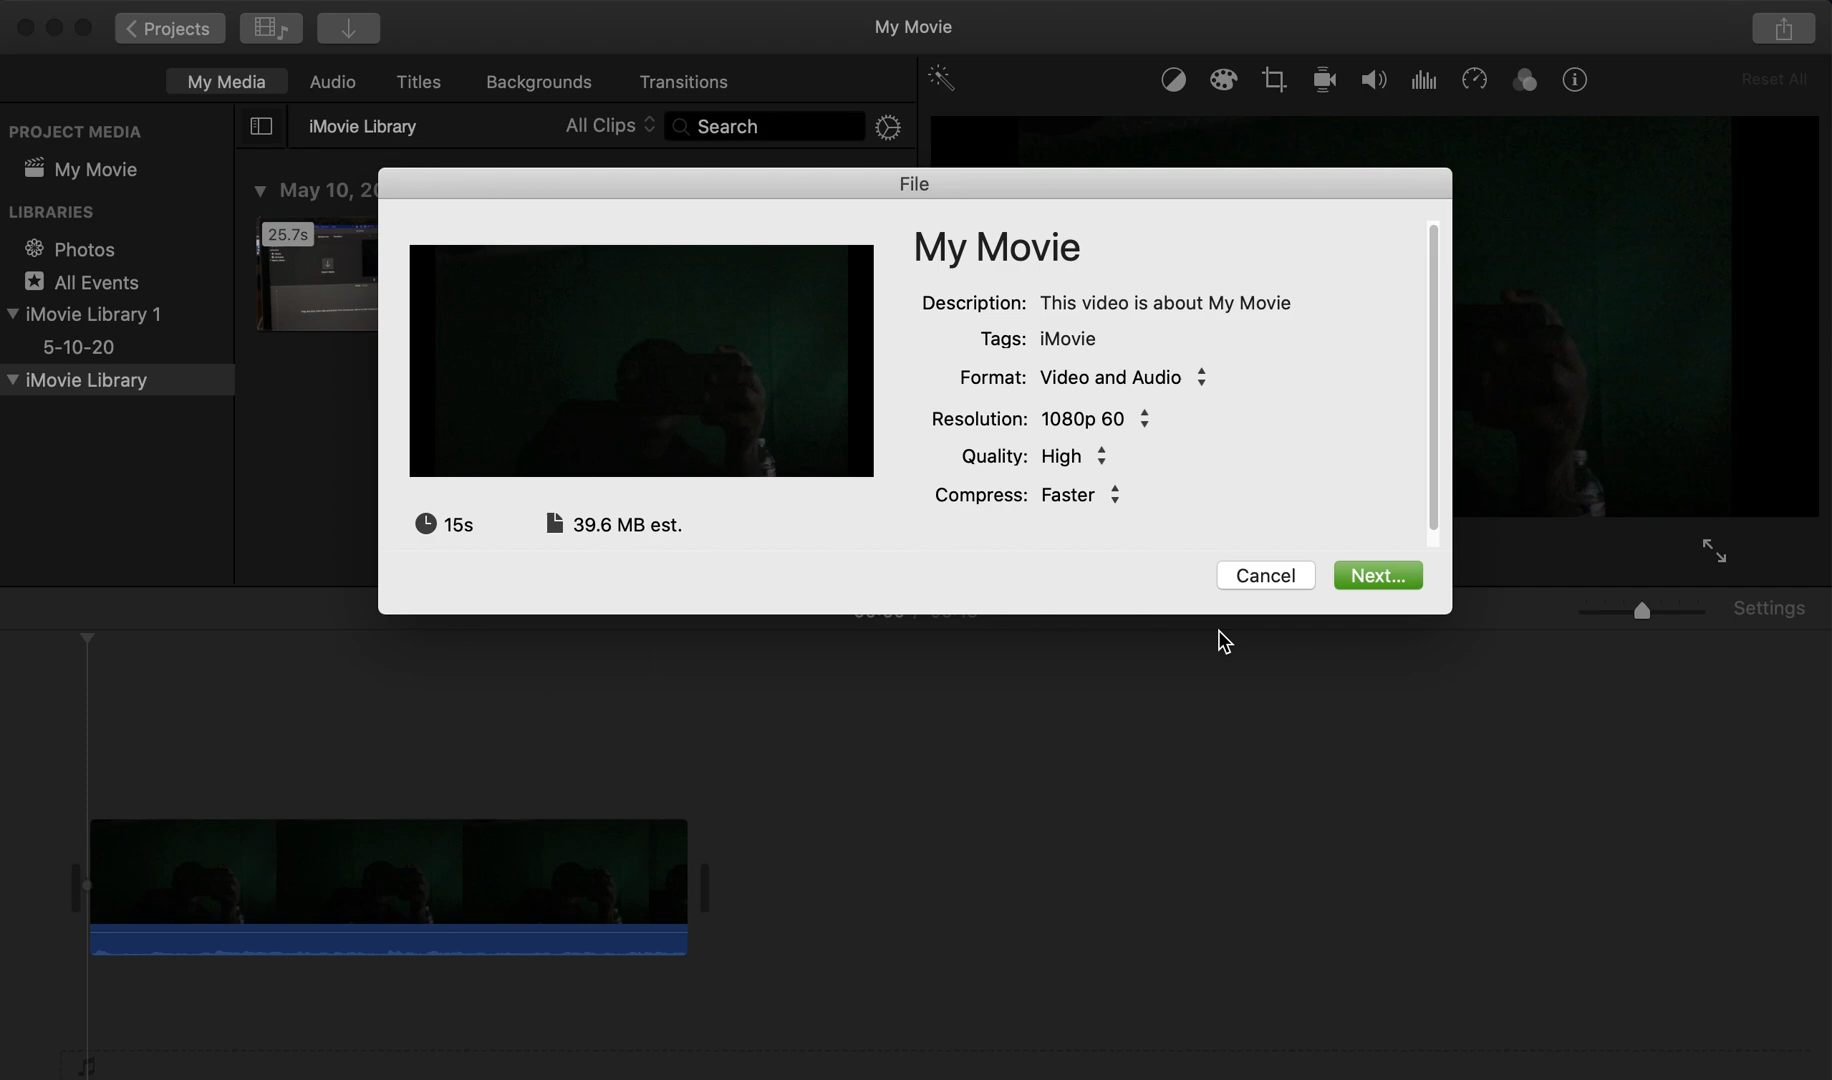 Projects
My Movie
My Media
Audio
Titles
Backgrounds
Transitions
Reset All
PROJECT MEDIA
My Movie
LIBRARIES
Photos
All Events
iMovie Library 1
5-10-20
iMovie Library
iMovie Library
All Clips
Search
May 10, 20
25.7s
File
My Movie
Description: This video is about My Movie
Tags: iMovie
Format: Video and Audio
Resolution: 1080p 60
Quality: High
Compress: Faster
15s
39.6 MB est.
Cancel
Next...
Settings